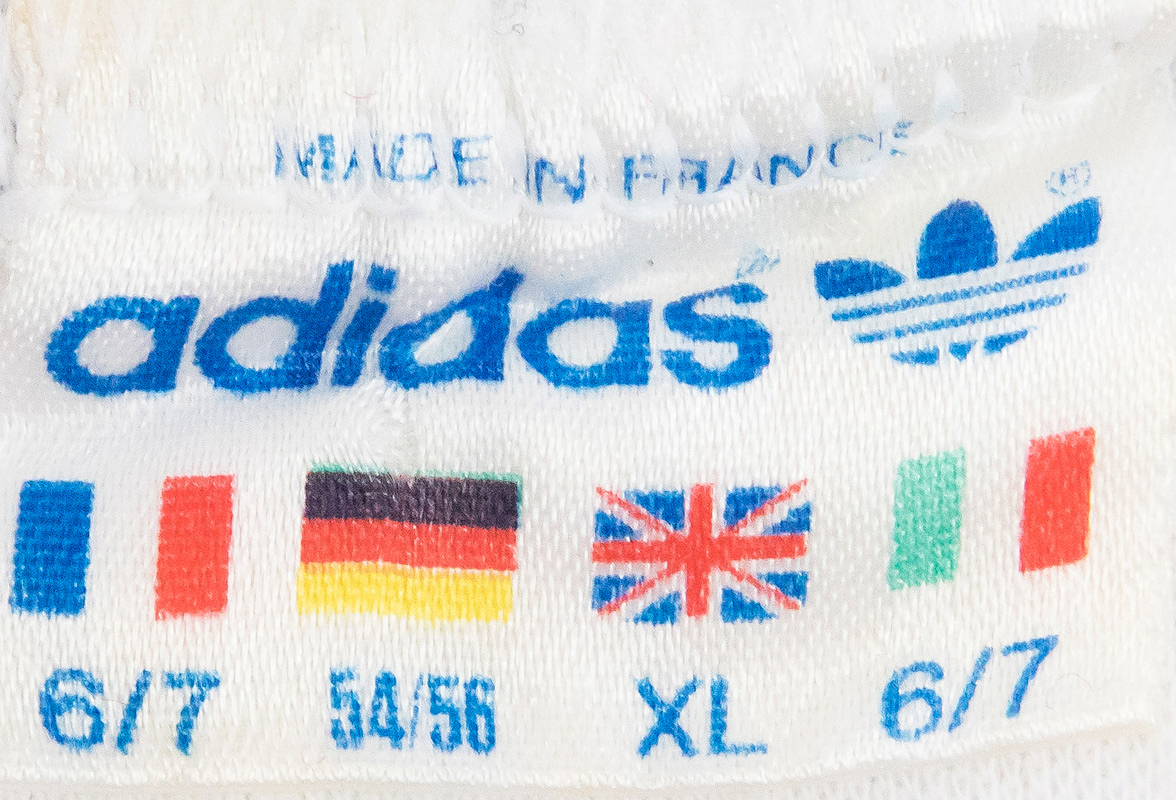 MADE IN FRANCE
adidas ® ®
6/7 54/56 XL 6/7